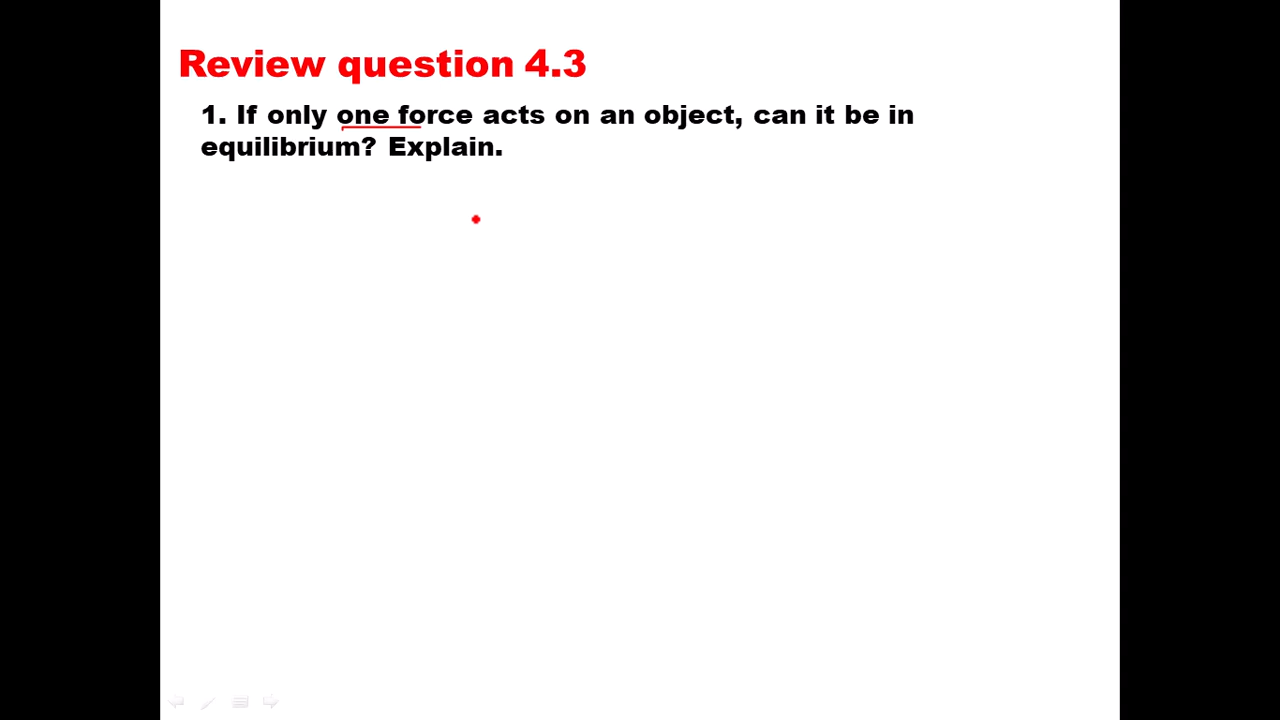 Review question 4.3
1. If only one force acts on an object, can it be in
equilibrium? Explain.